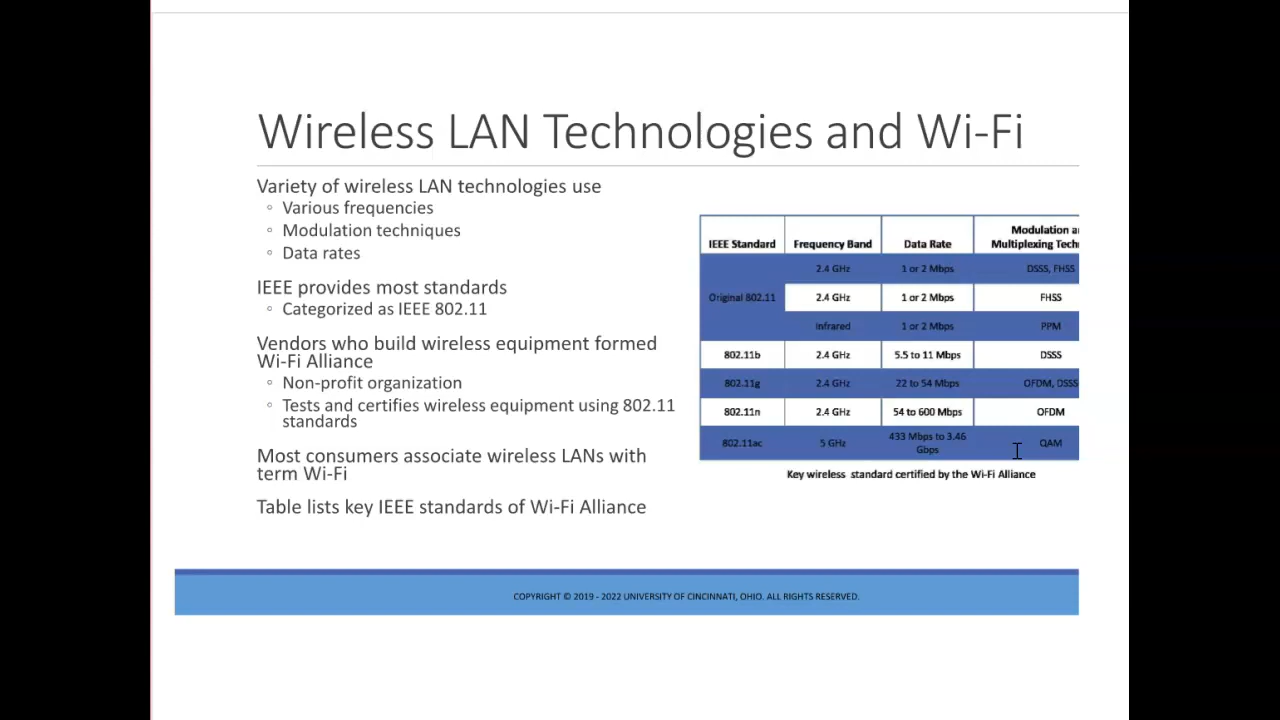 Wireless LAN Technologies and Wi-Fi
Variety of wireless LAN technologies use
◦ Various frequencies
◦ Modulation techniques
◦ Data rates
IEEE provides most standards
◦ Categorized as IEEE 802.11
Vendors who build wireless equipment formed
Wi-Fi Alliance
◦ Non-profit organization
◦ Tests and certifies wireless equipment using 802.11
standards
Most consumers associate wireless LANs with
term Wi-Fi
Table lists key IEEE standards of Wi-Fi Alliance
Modulation
IEEE Standard Frequency Band Data Rate Multiplexing
2.4 GHz 1 or 2 Mbps DSSS, FHSS
Original 802.11 2.4 GHz 1 or 2 Mbps FHSS
Infrared 1 or 2 Mbps PPM
802.11b 2.4 GHz 5.5 to 11 Mbps DSSS
802.11g 2.4 GHz 22 to 54 Mbps OFDM, DSSS
802.11n 2.4 GHz 54 to 600 Mbps OFDM
802.11ac 5 GHz 433 Mbps to 3.46 QAM
Gbps
Key wireless standard certified by the Wi-Fi Alliance
COPYRIGHT © 2019 - 2022 UNIVERSITY OF CINCINNATI, OHIO. ALL RIGHTS RESERVED.